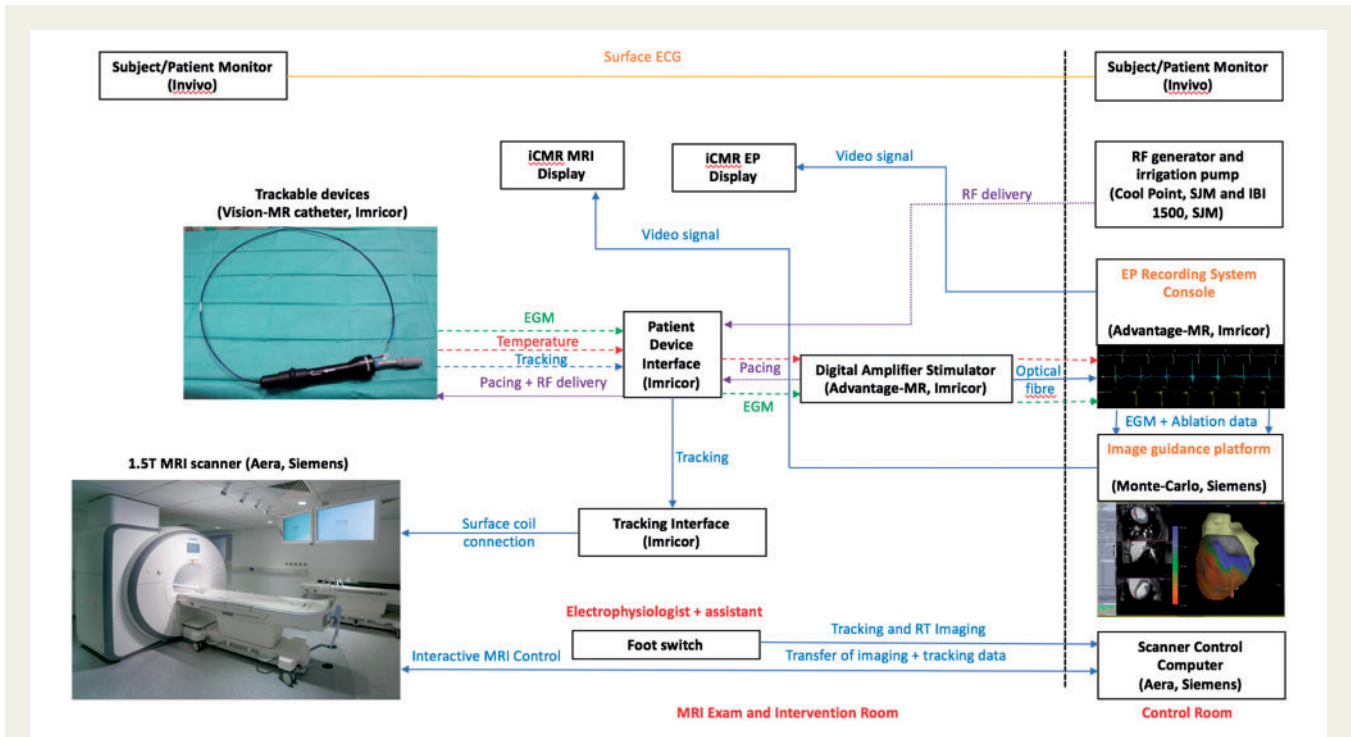 Surface ECG
Subject/Patient Monitor
(Invivo)
Subject/Patient Monitor
(Invivo)
iCMR MRI
Display
iCMR EP
Display
Video signal
RF generator and
irrigation pump
(Cool Point, SJM and IBI
1500, SJM)
RF delivery
Trackable devices
(Vision-MR catheter, Imricor)
Video signal
EP Recording System
Console
(Advantage-MR, Imricor)
EGM
Temperature
Tracking
Pacing + RF delivery
Patient
Device
Interface
(Imricor)
Pacing
EGM
Digital Amplifier Stimulator
(Advantage-MR, Imricor)
Optical
fibre
EGM + Ablation data
Image guidance platform
(Monte-Carlo, Siemens)
Tracking
1.5T MRI scanner (Aera, Siemens)
Surface coil
connection
Tracking Interface
(Imricor)
Electrophysiologist + assistant
Foot switch
Tracking and RT Imaging
Interactive MRI Control
Transfer of imaging + tracking data
Scanner Control
Computer
(Aera, Siemens)
MRI Exam and Intervention Room
Control Room